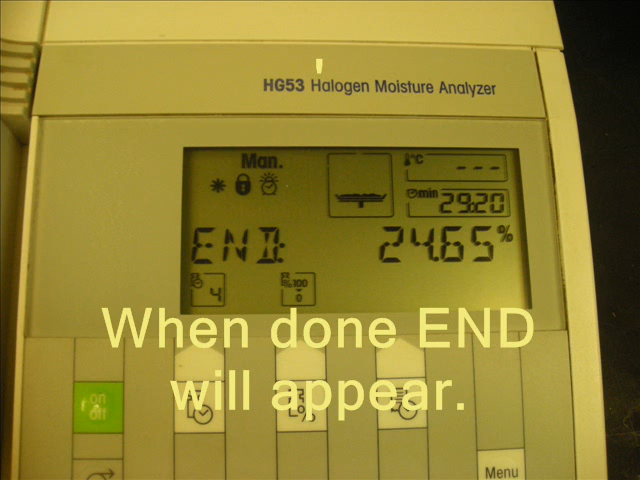 '
HG53 Halogen Moisture Analyzer
Man.
°C
---
min
29:20
END:
24.65%
4
%100
0
When done END
will appear.
on
off
%
Menu